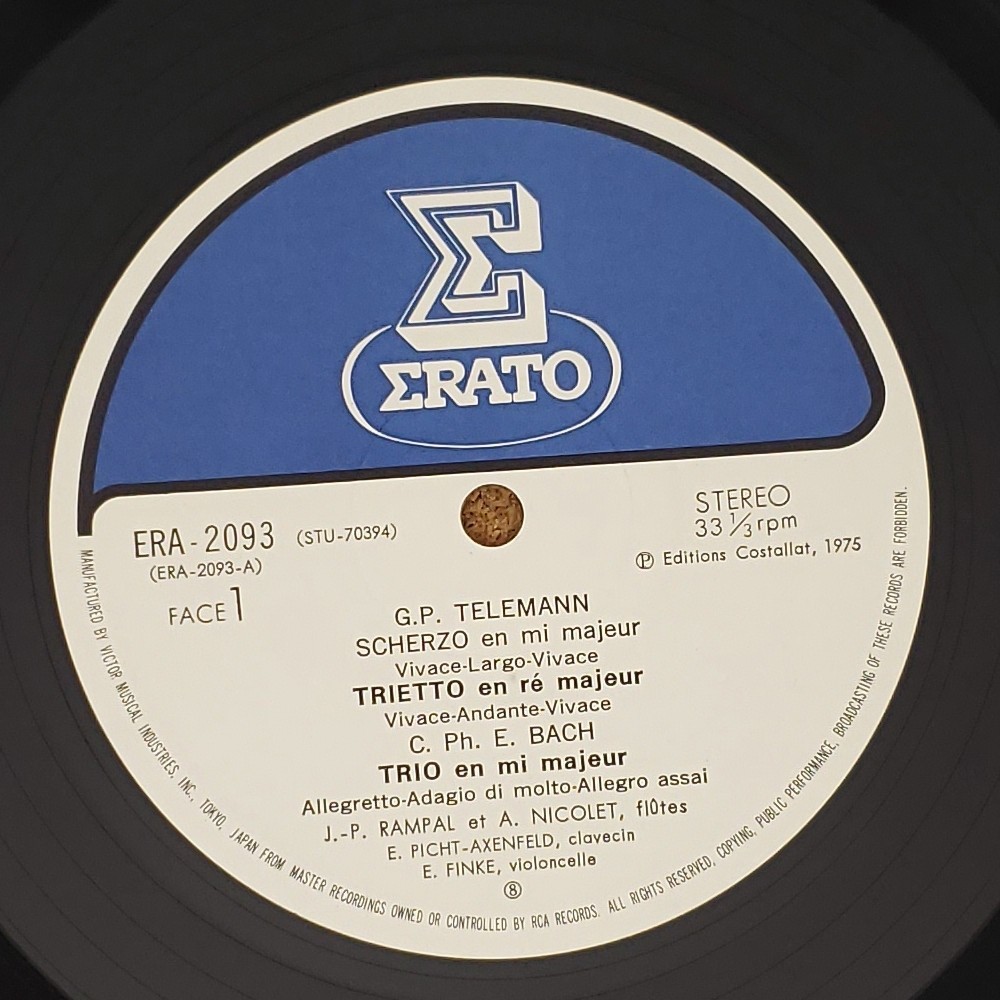 Σ
ΣRATO
ERA-2093 (STU-70394)
(ERA-2093-A)
FACE 1
STEREO
33 1/3 rpm
℗ Editions Costallat, 1975
G.P. TELEMANN
SCHERZO en mi majeur
Vivace-Largo-Vivace
TRIETTO en ré majeur
Vivace-Andante-Vivace
C. Ph. E. BACH
TRIO en mi majeur
Allegretto-Adagio di molto-Allegro assai
J.-P. RAMPAL et A. NICOLET, flûtes
E. PICHT-AXENFELD, clavecin
E. FINKE, violoncelle
⑧
MANUFACTURED BY VICTOR MUSICAL INDUSTRIES, INC., TOKYO, JAPAN FROM MASTER RECORDINGS OWNED OR CONTROLLED BY RCA RECORDS. ALL RIGHTS RESERVED, COPYING, PUBLIC PERFORMANCE, BROADCASTING OF THESE RECORDS ARE FORBIDDEN.